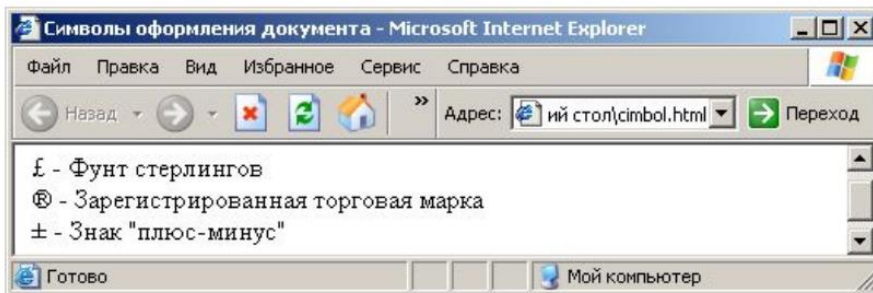 Символы оформления документа - Microsoft Internet Explorer
Файл Правка Вид Избранное Сервис Справка
Назад » Адрес: ий стол\cimbol.html Переход
£ - Фунт стерлингов
® - Зарегистрированная торговая марка
± - Знак "плюс-минус"
Готово Мой компьютер